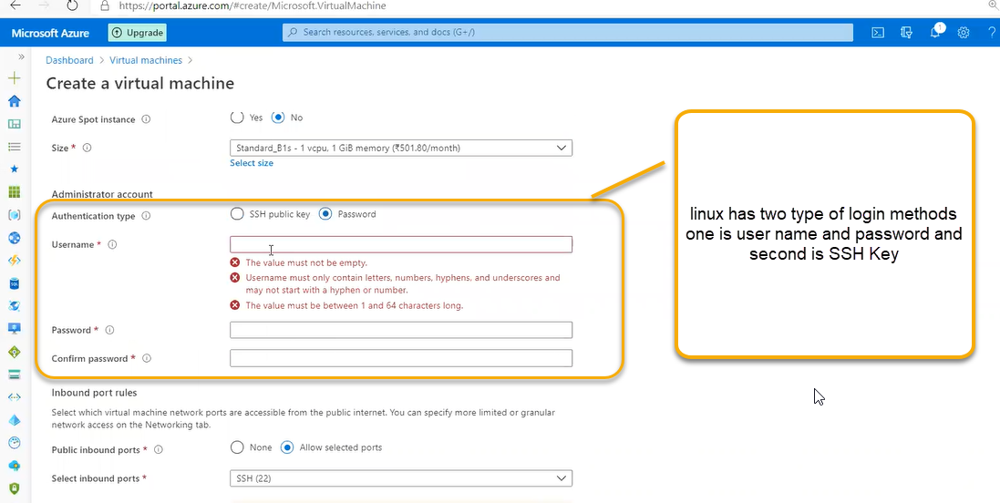 https://portal.azure.com/#create/Microsoft.VirtualMachine
Microsoft Azure
Upgrade
Search resources, services, and docs (G+/)
1
Dashboard > Virtual machines >
Create a virtual machine
Azure Spot instance
Yes
No
Size *
Standard_B1s - 1 vcpu, 1 GiB memory (₹501.80/month)
Select size
Administrator account
Authentication type
SSH public key
Password
Username *
The value must not be empty.
Username must only contain letters, numbers, hyphens, and underscores and
may not start with a hyphen or number.
The value must be between 1 and 64 characters long.
Password *
Confirm password *
Inbound port rules
Select which virtual machine network ports are accessible from the public internet. You can specify more limited or granular
network access on the Networking tab.
Public inbound ports *
None
Allow selected ports
Select inbound ports *
SSH (22)
linux has two type of login methods
one is user name and password and
second is SSH Key